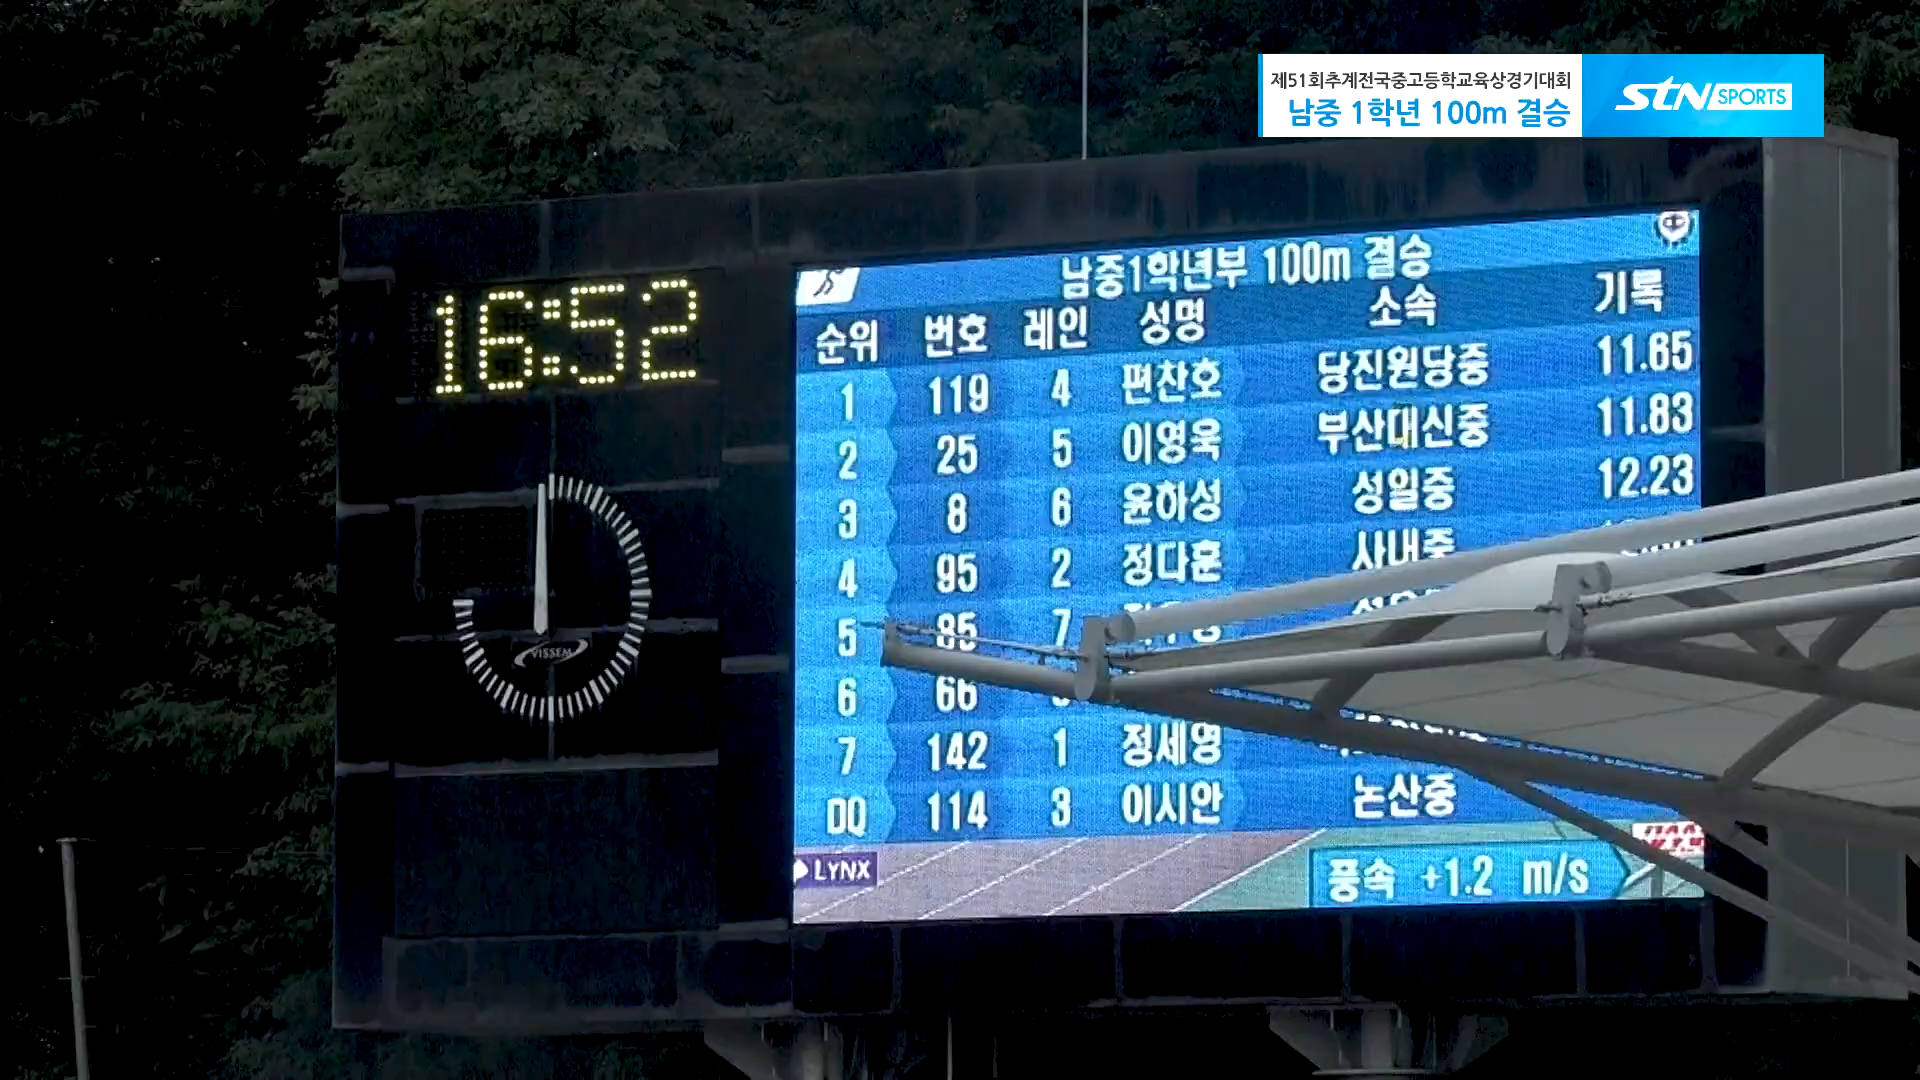 제51회추계전국중고등학교육상경기대회
남중 1학년 100m 결승
STN SPORTS
16:52
VISSEM
남중1학년부 100m 결승
순위 번호 레인 성명 소속 기록
1 119 4 편찬호 당진원당중 11.65
2 25 5 이영욱 부산대신중 11.83
3 8 6 윤하성 성일중 12.23
4 95 2 정다훈 사내중
5 85 7
6 66
7 142 1 정세영
DQ 114 3 이시안 논산중
LYNX
풍속 +1.2 m/s